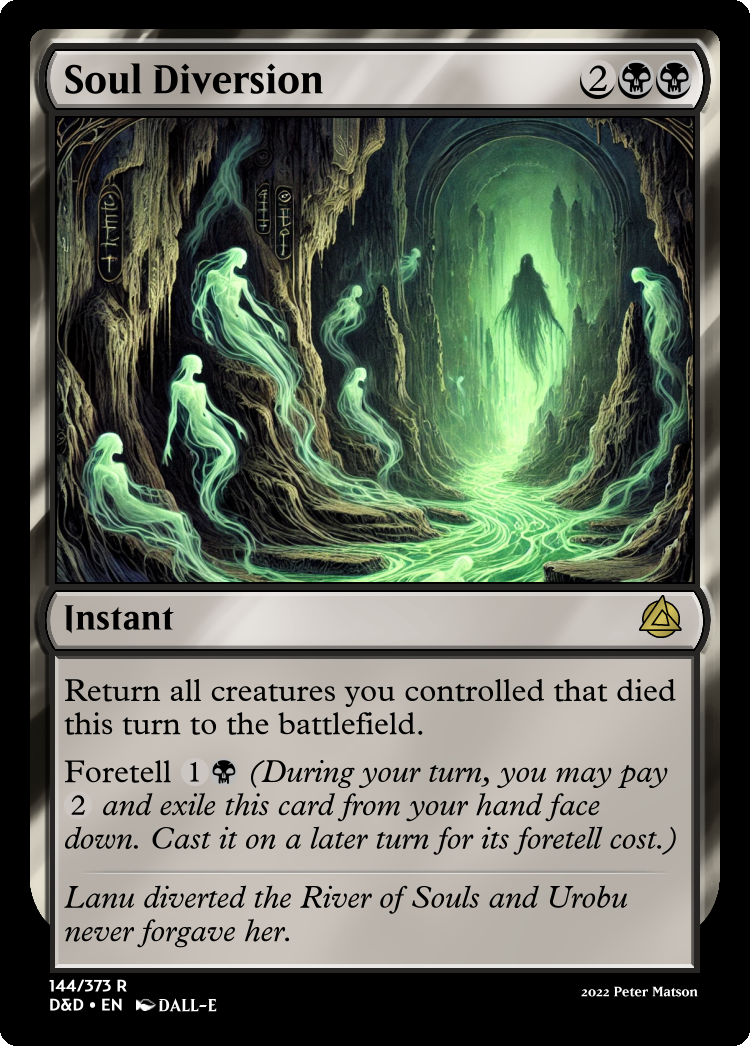 Soul Diversion 2
Instant
Return all creatures you controlled that died
this turn to the battlefield.
Foretell 1 (During your turn, you may pay
2 and exile this card from your hand face
down. Cast it on a later turn for its foretell cost.)
Lanu diverted the River of Souls and Urobu
never forgave her.
144/373 R
D&D • EN DALL-E
2022 Peter Matson